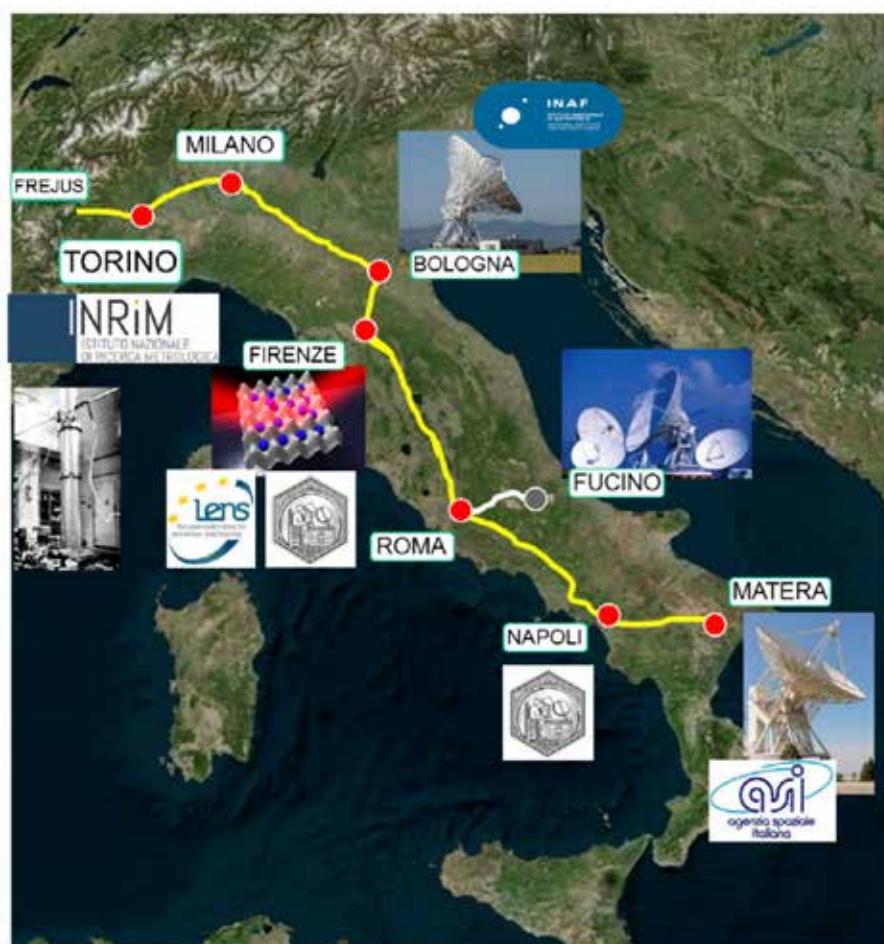 INAF
MILANO
FREJUS
TORINO
BOLOGNA
INRiM
ISTITUTO NAZIONALE
DI RICERCA METROLOGICA
FIRENZE
FUCINO
Lens
ROMA
MATERA
NAPOLI
asi
agenzia spaziale
italiana